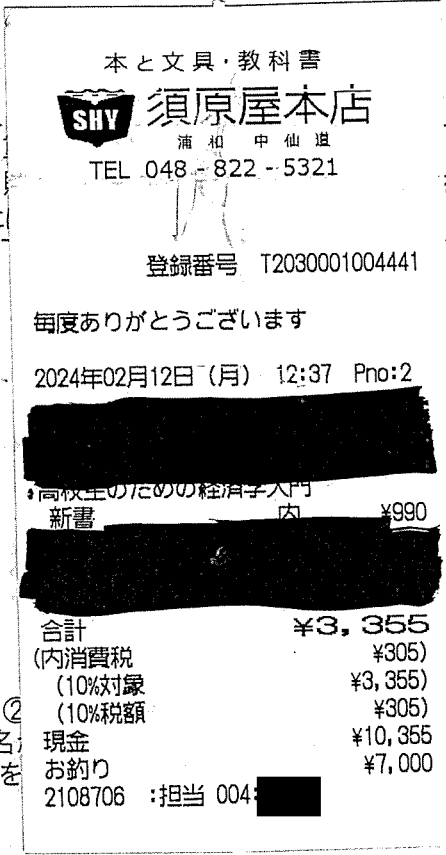 本と文具・教科書
SHY 須原屋本店
浦和 中仙道
TEL 048-822-5321
登録番号 T2030001004441
毎度ありがとうございます
2024年02月12日(月) 12:37 Pno:2
高校生のための経済学入門
新書 内 ¥990
合計 ¥3,355
(内消費税 ¥305)
(10%対象 ¥3,355)
(10%税額 ¥305)
現金 ¥10,355
お釣り ¥7,000
2108706 :担当 004:
②
を